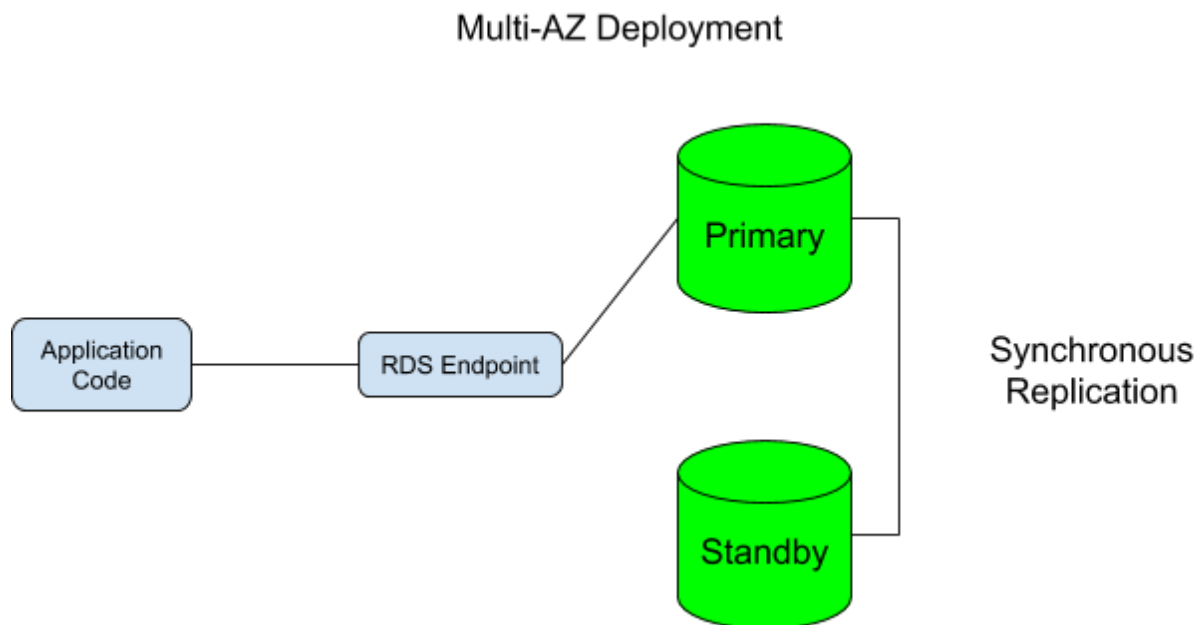 Multi-AZ Deployment
Primary
Application
Code
RDS Endpoint
Synchronous
Replication
Standby